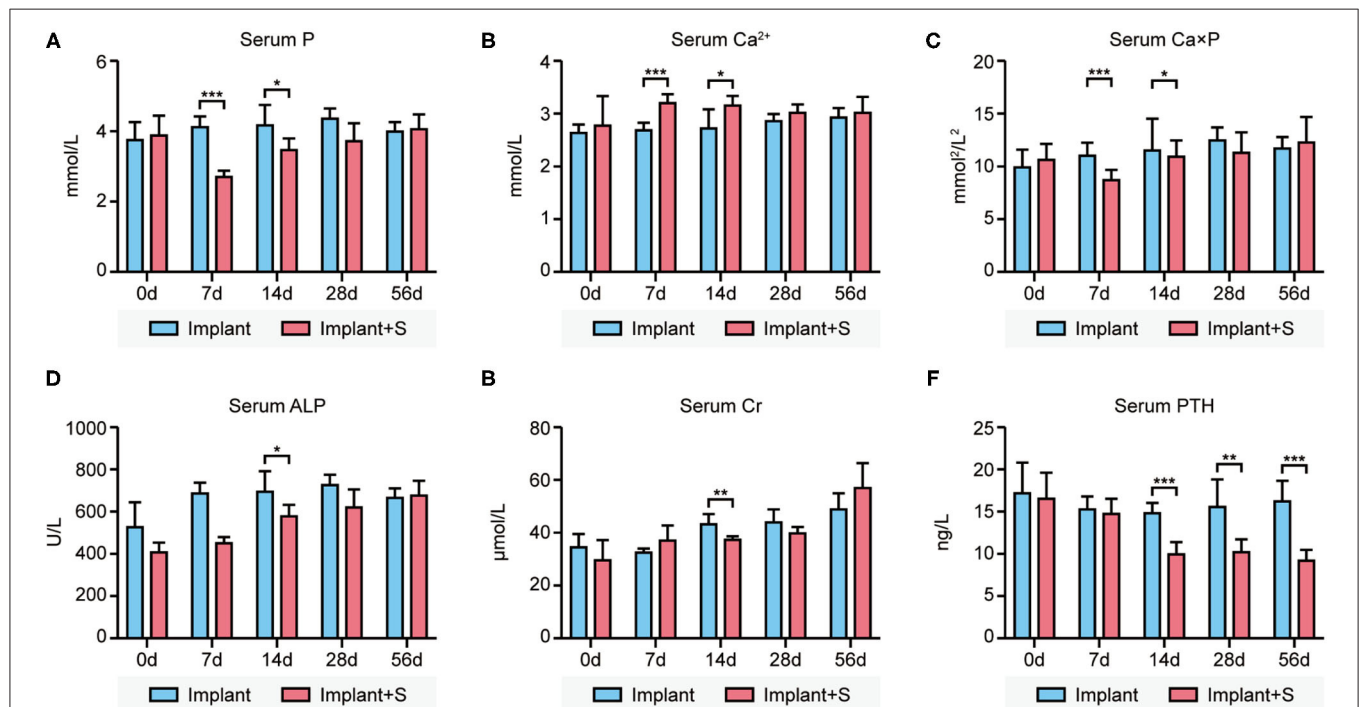 A Serum P
6
4
2
0
mmol/L
*** *
0d 7d 14d 28d 56d
Implant Implant+S
B Serum Ca²⁺
4
3
2
1
0
mmol/L
*** *
0d 7d 14d 28d 56d
Implant Implant+S
C Serum Ca×P
20
15
10
5
0
mmol²/L²
*** *
0d 7d 14d 28d 56d
Implant Implant+S
D Serum ALP
1000
800
600
400
200
0
U/L
*
0d 7d 14d 28d 56d
Implant Implant+S
B Serum Cr
80
60
40
20
0
µmol/L
**
0d 7d 14d 28d 56d
Implant Implant+S
F Serum PTH
25
20
15
10
5
0
ng/L
*** ** ***
0d 7d 14d 28d 56d
Implant Implant+S